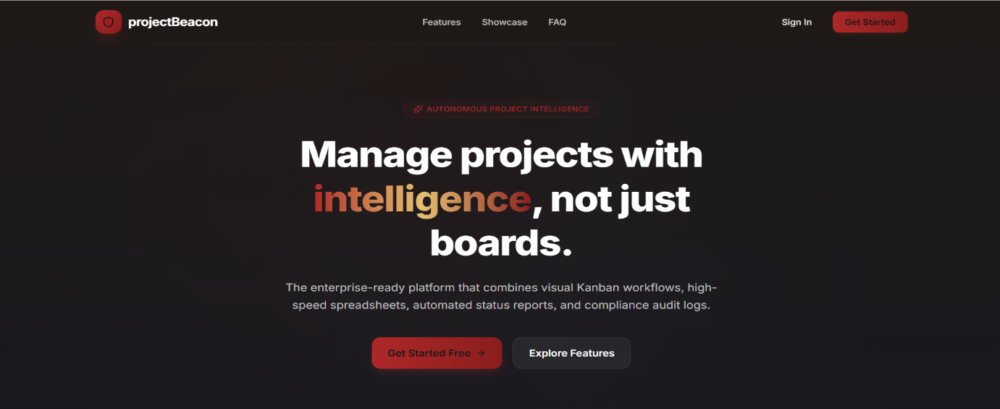 projectBeacon
Features
Showcase
FAQ
Sign In
Get Started
AUTONOMOUS PROJECT INTELLIGENCE
Manage projects with
intelligence, not just
boards.
The enterprise-ready platform that combines visual Kanban workflows, high-
speed spreadsheets, automated status reports, and compliance audit logs.
Get Started Free →
Explore Features